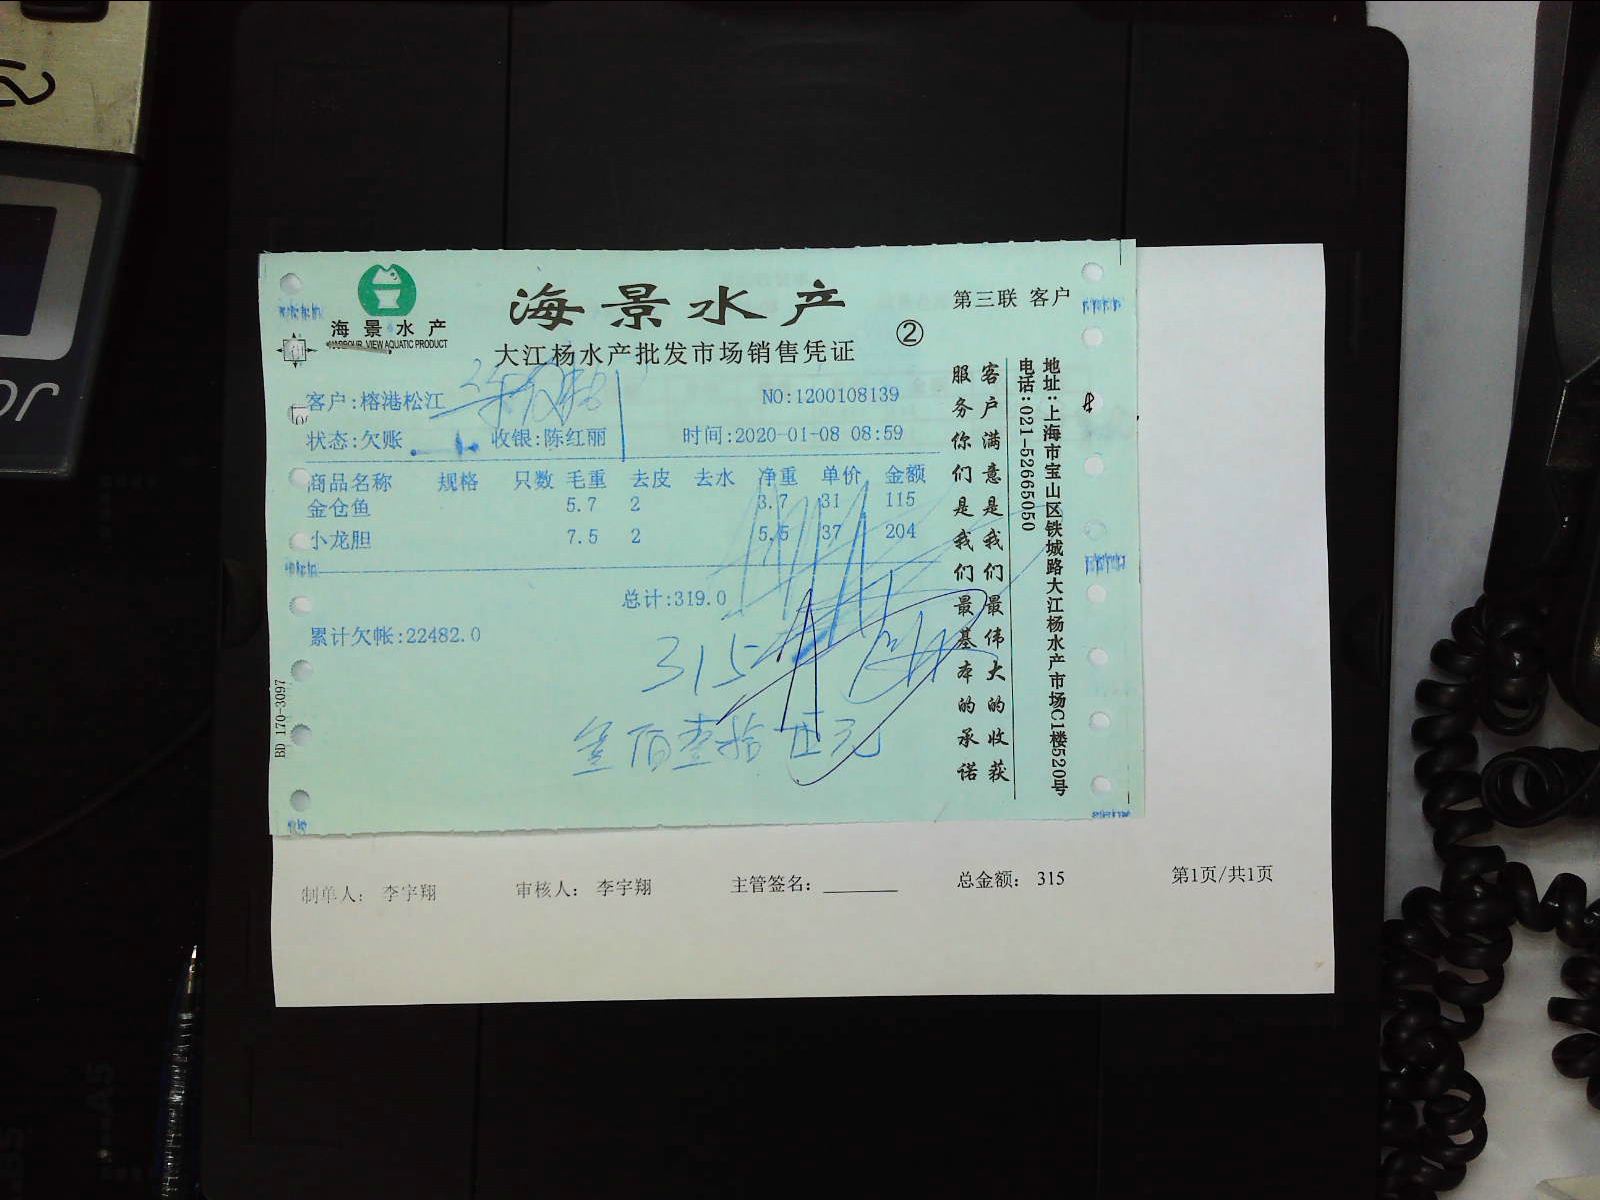 海景水产
HARBOUR VIEW AQUATIC PRODUCT
海景水产
大江杨水产批发市场销售凭证
②
第三联 客户
客户:榕港松江
NO:1200108139
状态:欠账 收银:陈红丽 时间:2020-01-08 08:59
商品名称 规格 只数 毛重 去皮 去水 净重 单价 金额
金仓鱼 5.7 2 3.7 31 115
小龙胆 7.5 2 5.5 37 204
总计:319.0
累计欠帐:22482.0
315
壹拾伍元
客户满意是我们最伟大的收获
服务你们是我们最基本的承诺
地址:上海市宝山区铁城路大江杨水产市场C1楼520号
电话:021-52665050
BD 170-3097
制单人: 李宇翔 审核人: 李宇翔 主管签名: 总金额: 315 第1页/共1页